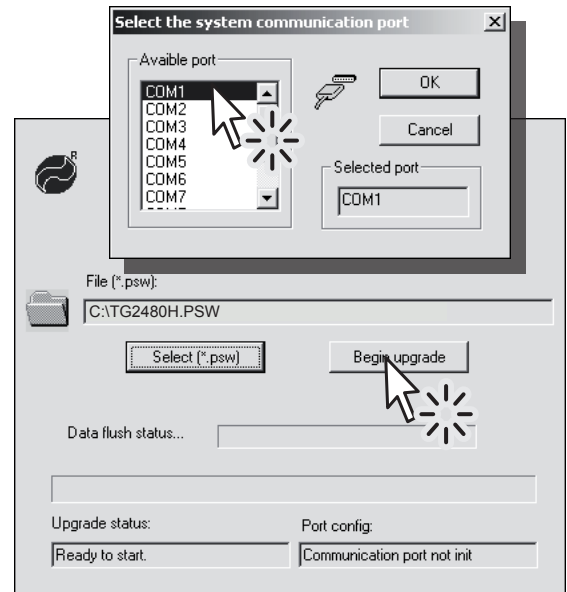 Select the system communication port
Avaible port
COM1
COM2
COM3
COM4
COM5
COM6
COM7
OK
Cancel
Selected port
COM1
R
File (*.psw):
C:\TG2480H.PSW
Select (*.psw)
Begin upgrade
Data flush status...
Upgrade status:
Port config:
Ready to start.
Communication port not init